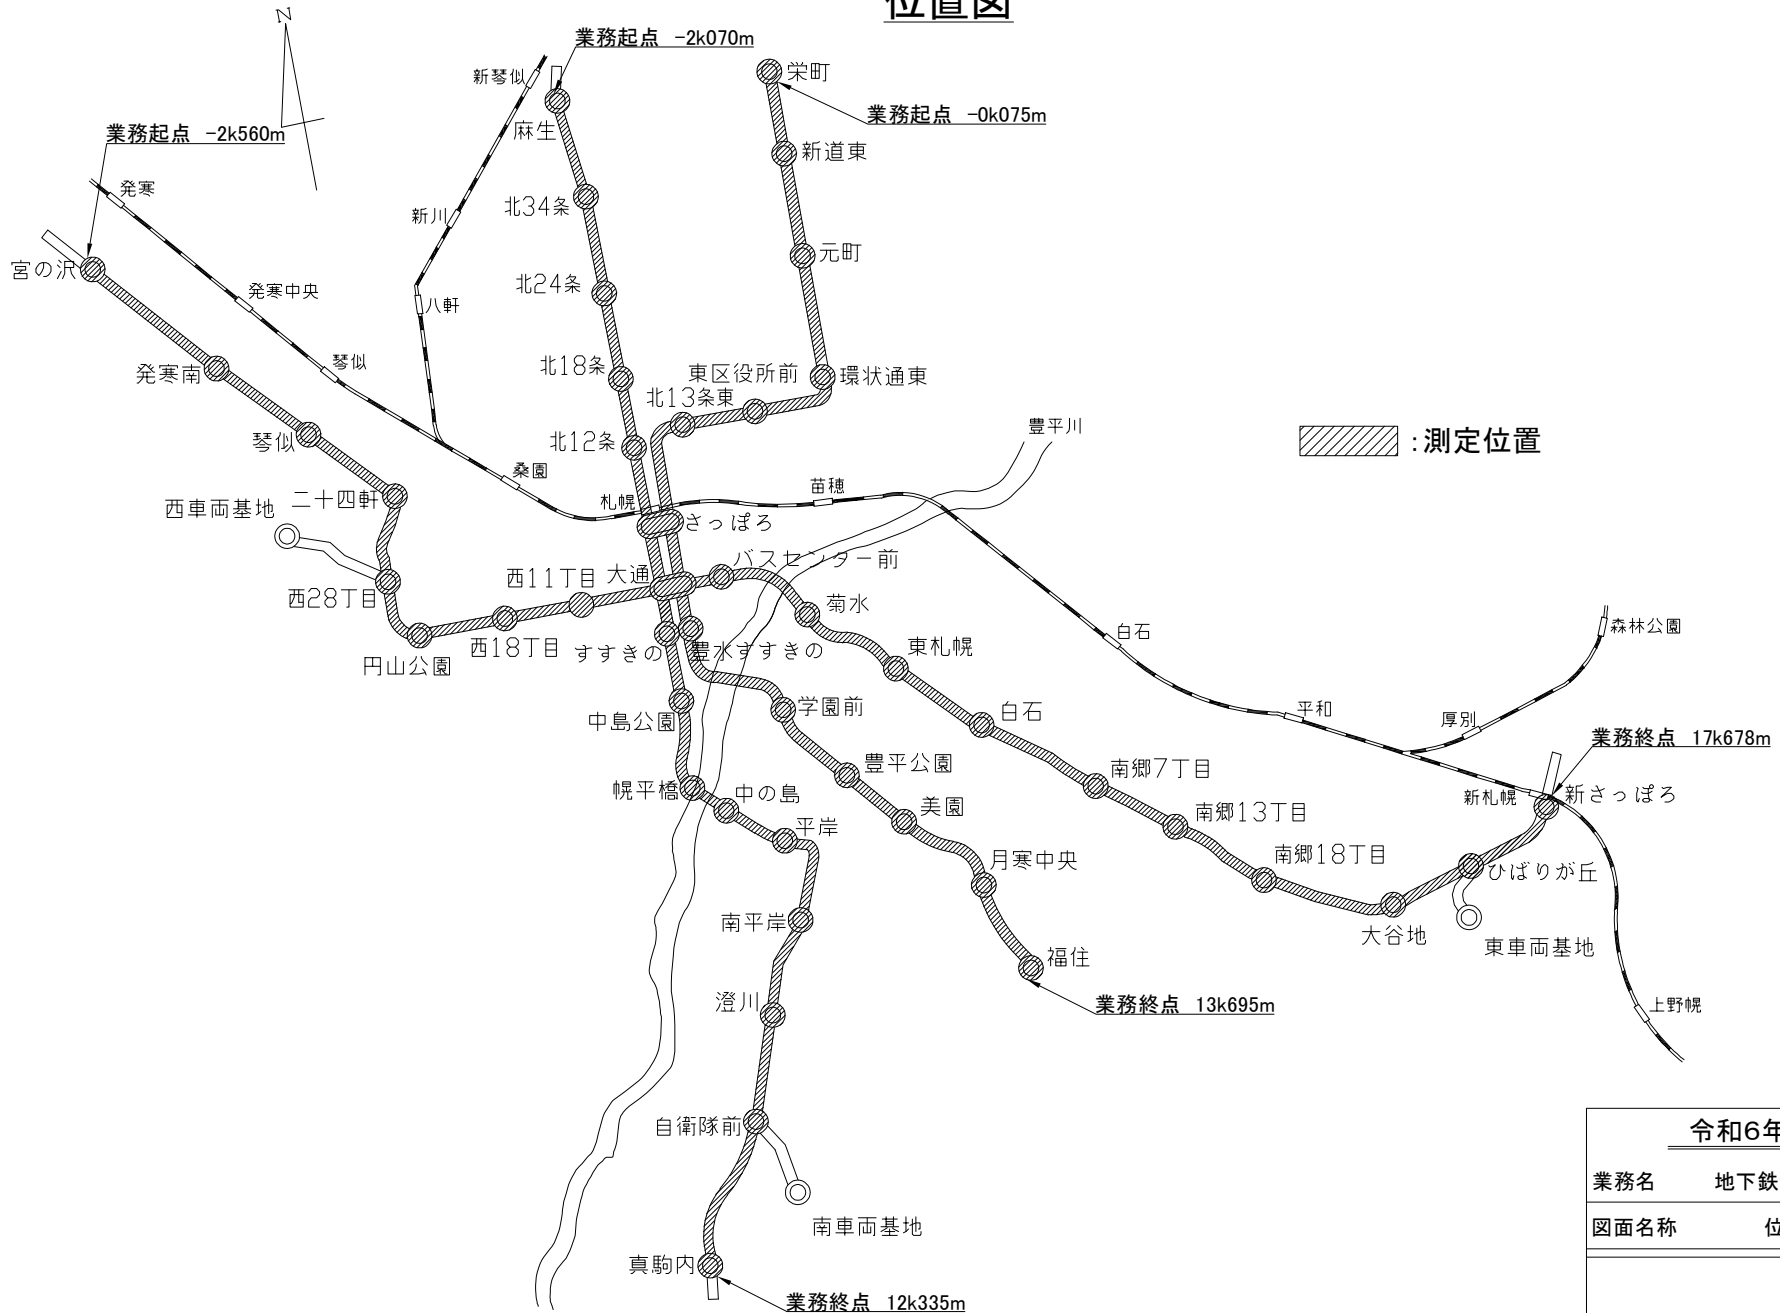 位置図
N
業務起点 -2k070m
栄町
新琴似
業務起点 -0k075m
麻生
業務起点 -2k560m
新道東
発寒
北34条
新川
元町
宮の沢
北24条
発寒中央
八軒
琴似
北18条
東区役所前
環状通東
発寒南
北13条東
豊平川
:測定位置
琴似
北12条
桑園
苗穂
二十四軒
札幌
西車両基地
さっぽろ
バスセンター前
大通
西11丁目
西28丁目
菊水
白石
森林公園
西18丁目
すすきの
豊水すすきの
東札幌
円山公園
学園前
白石
平和
厚別
中島公園
業務終点 17k678m
豊平公園
南郷7丁目
幌平橋
中の島
新札幌
新さっぽろ
美園
南郷13丁目
平岸
月寒中央
南郷18丁目
ひばりが丘
南平岸
大谷地
東車両基地
福住
澄川
業務終点 13k695m
上野幌
自衛隊前
令和6年
業務名 地下鉄
南車両基地
図面名称 位
真駒内
業務終点 12k335m